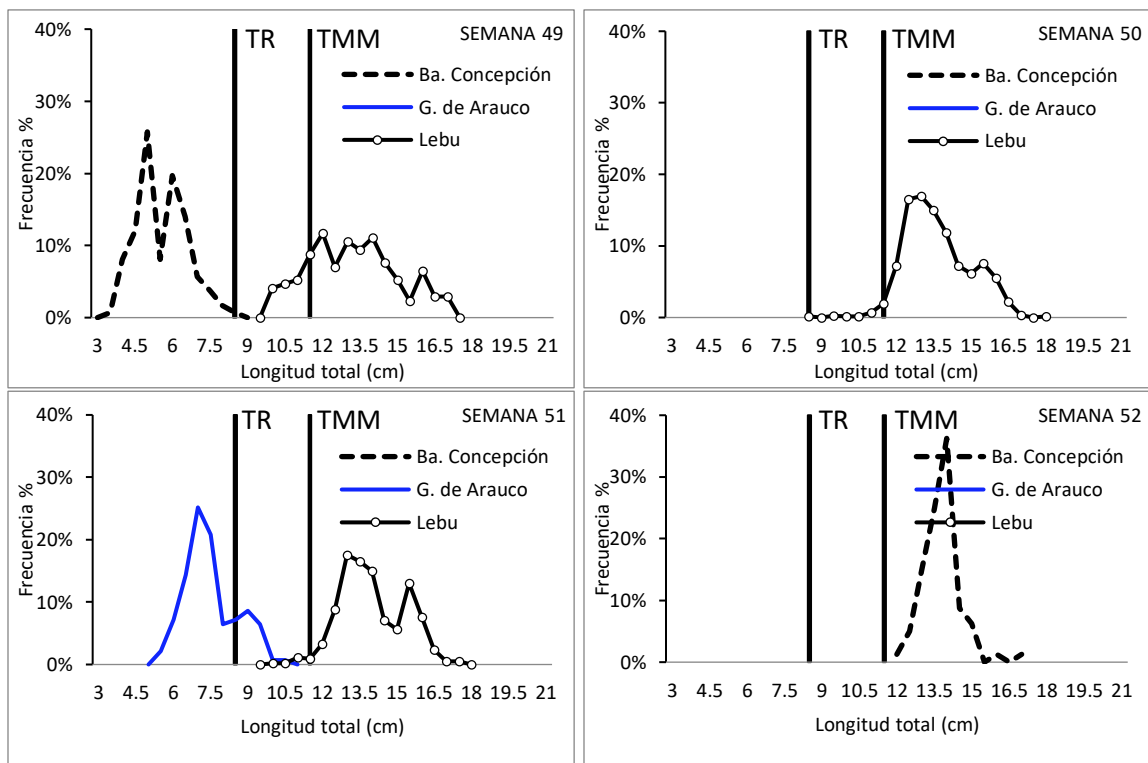 SEMANA 49
TR TMM
Ba. Concepción
G. de Arauco
Lebu
Frecuencia %
40%
30%
20%
10%
0%
3 4.5 6 7.5 9 10.5 12 13.5 15 16.5 18 19.5 21
Longitud total (cm)
SEMANA 50
TR TMM
Ba. Concepción
G. de Arauco
Lebu
Frecuencia %
40%
30%
20%
10%
0%
3 4.5 6 7.5 9 10.5 12 13.5 15 16.5 18 19.5 21
Longitud total (cm)
SEMANA 51
TR TMM
Ba. Concepción
G. de Arauco
Lebu
Frecuencia %
40%
30%
20%
10%
0%
3 4.5 6 7.5 9 10.5 12 13.5 15 16.5 18 19.5 21
Longitud total (cm)
SEMANA 52
TR TMM
Ba. Concepción
G. de Arauco
Lebu
Frecuencia %
40%
30%
20%
10%
0%
3 4.5 6 7.5 9 10.5 12 13.5 15 16.5 18 19.5 21
Longitud total (cm)